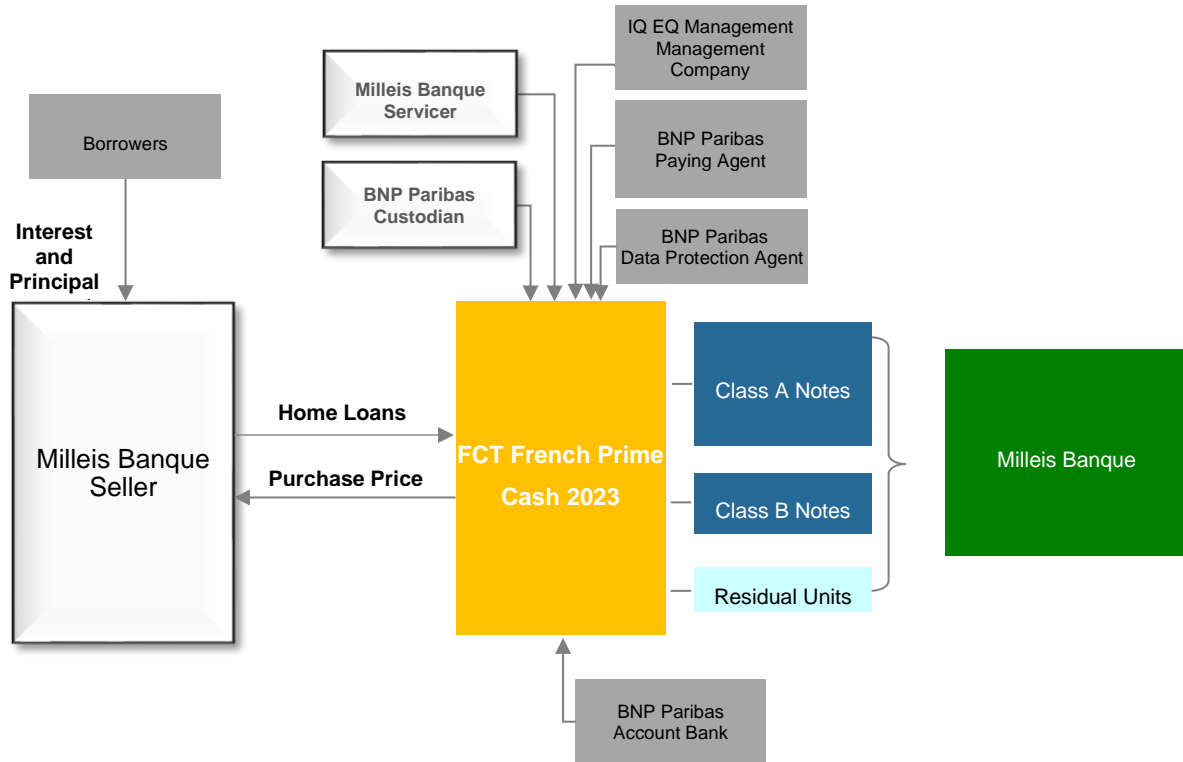 IQ EQ Management
Management
Company
Milleis Banque
Servicer
Borrowers
BNP Paribas
Paying Agent
BNP Paribas
Custodian
BNP Paribas
Data Protection Agent
Interest
and
Principal
Milleis Banque
Seller
Home Loans
Purchase Price
FCT French Prime
Cash 2023
Class A Notes
Class B Notes
Residual Units
Milleis Banque
BNP Paribas
Account Bank